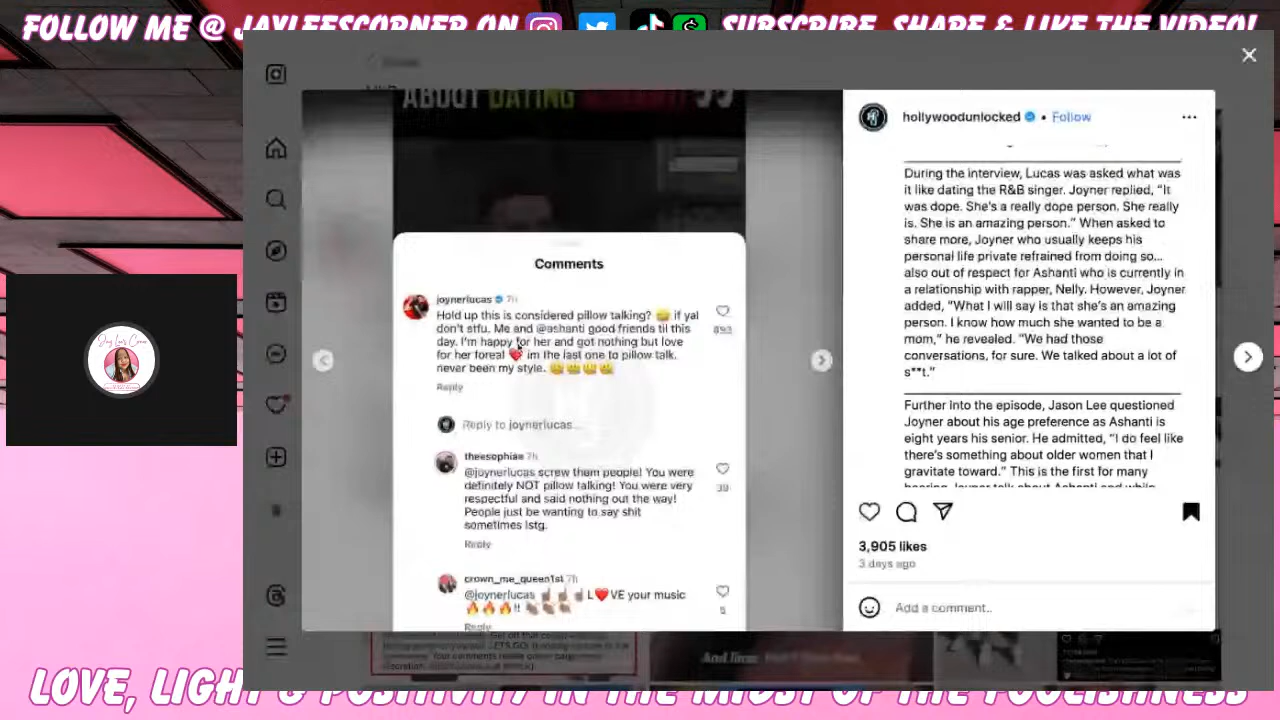 FOLLOW ME @ JAYLEESCORNER ON
SUBSCRIBE, SHARE & LIKE THE VIDEO!
ABOUT DATING
Comments
joynerlucas 7h
Hold up this is considered pillow talking? 😂 if yal
don't stfu. Me and @ashanti good friends til this
day. I'm happy for her and got nothing but love
for her foreal ❤️ im the last one to pillow talk.
never been my style.
893
Reply
Reply to joynerlucas...
theesophiae 7h
@joynerlucas screw them people! You were
definitely NOT pillow talking! You were very
respectful and said nothing out the way!
People just be wanting to say shit
sometimes Istg.
Reply
crown_me_queen1st 7h
@joynerlucas ☝🏽☝🏽☝🏽L❤️VE your music
🔥🔥🔥!! 👏🏽👏🏽👏🏽
5
Reply
hollywoodunlocked • Follow
During the interview, Lucas was asked what was
it like dating the R&B singer. Joyner replied, “It
was dope. She's a really dope person. She really
is. She is an amazing person.” When asked to
share more, Joyner who usually keeps his
personal life private refrained from doing so...
also out of respect for Ashanti who is currently in
a relationship with rapper, Nelly. However, Joyner
added, “What I will say is that she's an amazing
person. I know how much she wanted to be a
mom,” he revealed. “We had those
conversations, for sure. We talked about a lot of
s**t.”
Further into the episode, Jason Lee questioned
Joyner about his age preference as Ashanti is
eight years his senior. He admitted, “I do feel like
there's something about older women that I
gravitate toward.” This is the first for many
3,905 likes
3 days ago
Add a comment...
Jay Lee's Corner
LOVE, LIGHT & POSITIVITY IN THE MIDST OF THE FOOLISHNESS